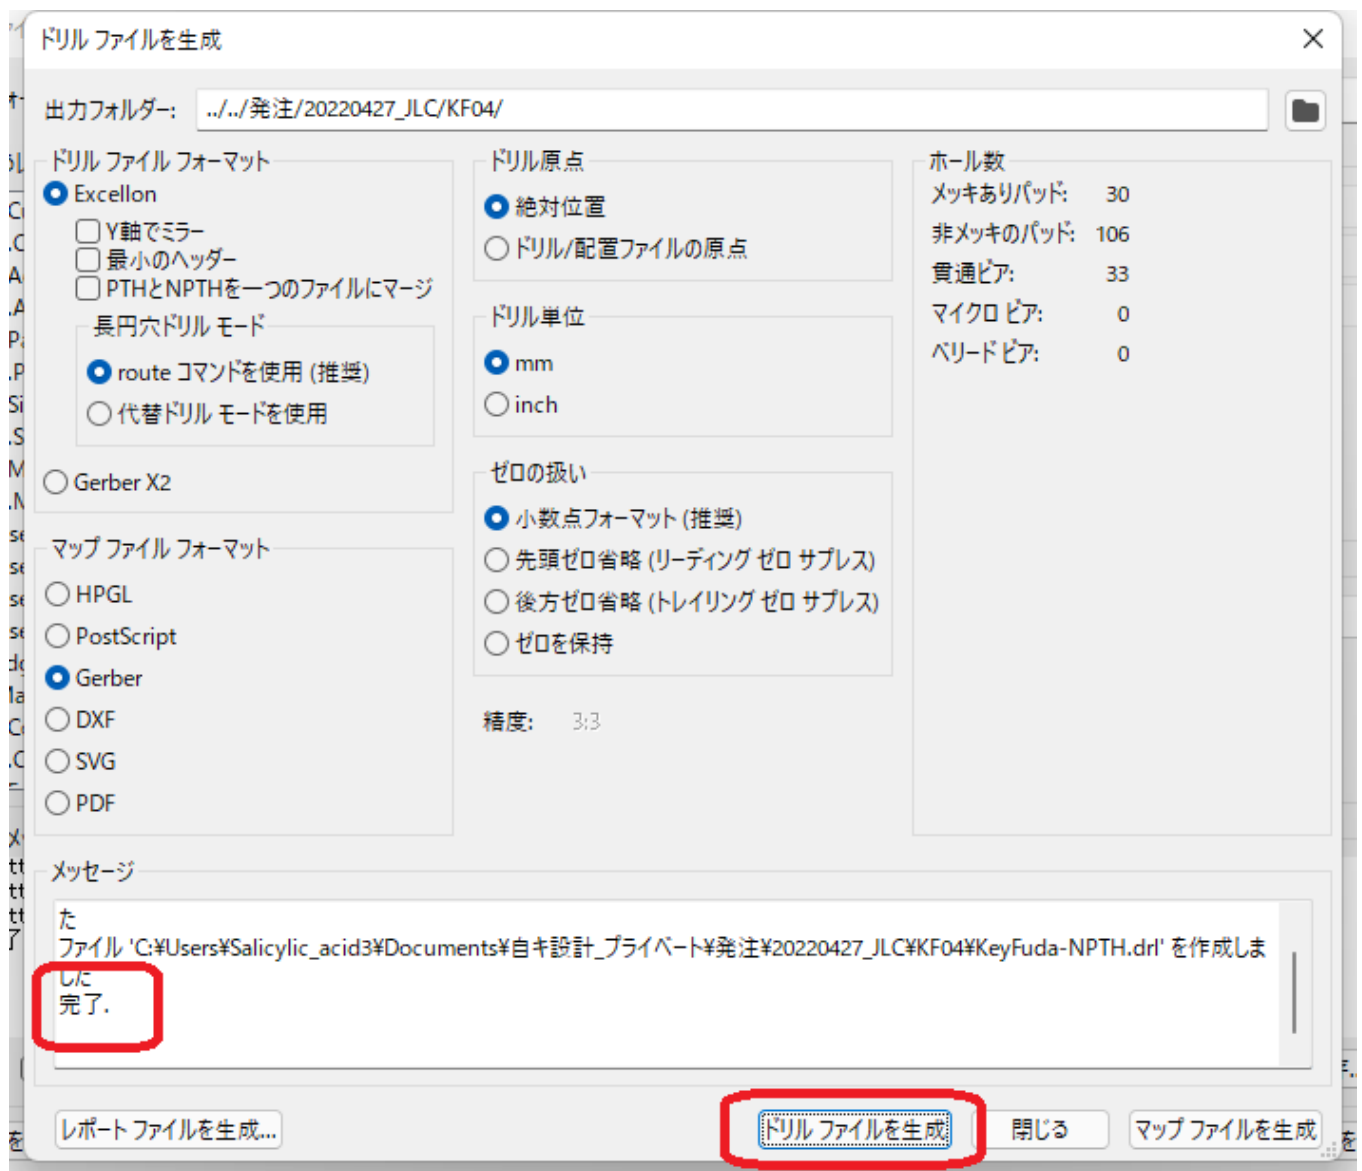 ドリル ファイルを生成
出力フォルダー: ../../発注/20220427_JLC/KF04/
ドリル ファイル フォーマット
Excellon
Y軸でミラー
最小のヘッダー
PTHとNPTHを一つのファイルにマージ
長円穴ドリル モード
route コマンドを使用 (推奨)
代替ドリル モードを使用
Gerber X2
マップ ファイル フォーマット
HPGL
PostScript
Gerber
DXF
SVG
PDF
ドリル原点
絶対位置
ドリル/配置ファイルの原点
ドリル単位
mm
inch
ゼロの扱い
小数点フォーマット (推奨)
先頭ゼロ省略 (リーディング ゼロ サプレス)
後方ゼロ省略 (トレイリング ゼロ サプレス)
ゼロを保持
精度: 3:3
ホール数
メッキありパッド: 30
非メッキのパッド: 106
貫通ビア: 33
マイクロ ビア: 0
ベリード ビア: 0
メッセージ
た
ファイル 'C:¥Users¥Salicylic_acid3¥Documents¥自キ設計_プライベート¥発注¥20220427_JLC¥KF04¥KeyFuda-NPTH.drl' を作成しま
した
完了.
レポート ファイルを生成...
ドリル ファイルを生成
閉じる
マップ ファイルを生成